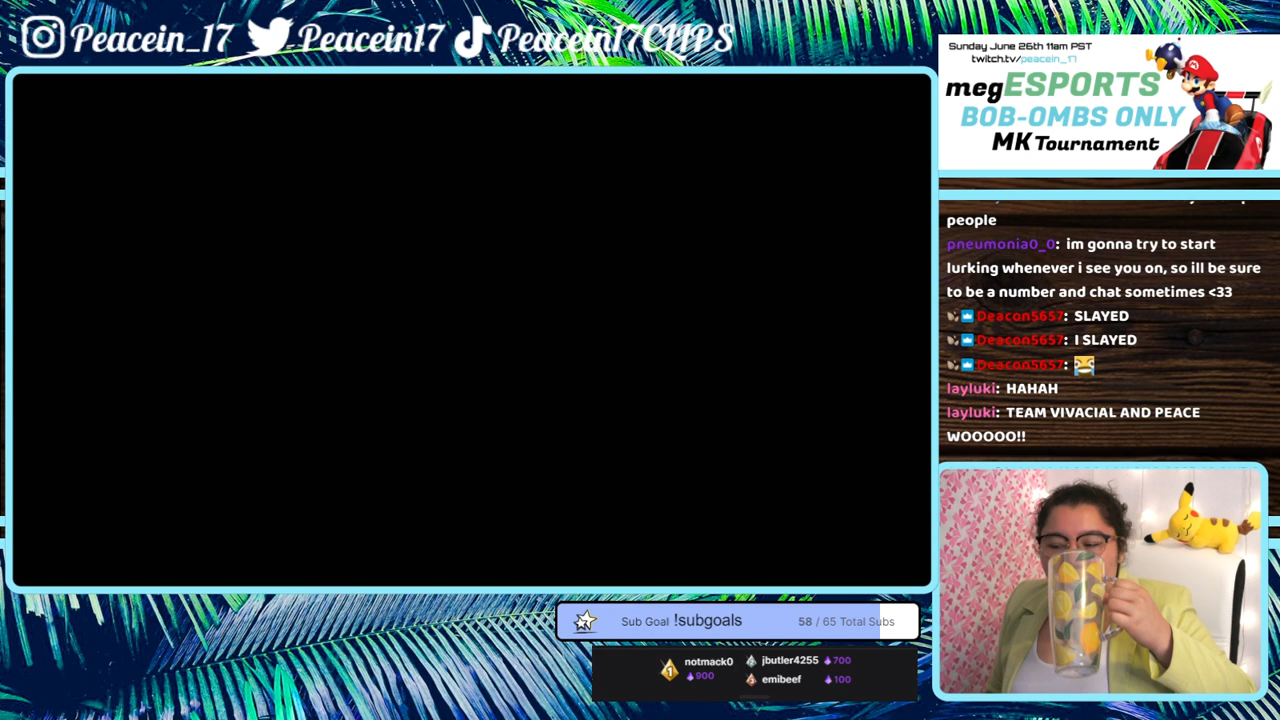 Peacein_17 Peacein17 Peacein17ClIPS
Sunday June 26th 11am PST
twitch.tv/peacein_17
megESPORTS
BOB-OMBS ONLY
MK Tournament
people
pneumonia0_0: im gonna try to start
lurking whenever i see you on, so ill be sure
to be a number and chat sometimes <33
Deacon5657: SLAYED
Deacon5657: I SLAYED
Deacon5657:
layluki: HAHAH
layluki: TEAM VIVACIAL AND PEACE
WOOOOO!!
Sub Goal !subgoals 58 / 65 Total Subs
1 notmack0 900
jbutler4255 700
emibeef 100